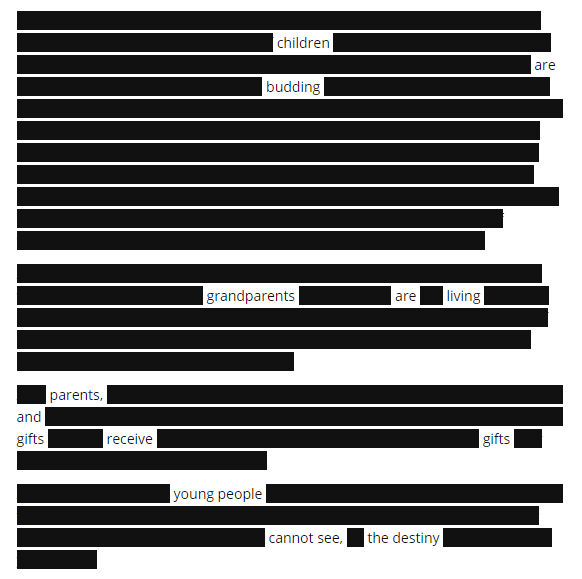 children
are
budding
grandparents are living
parents,
and
gifts receive gifts
young people
cannot see, the destiny